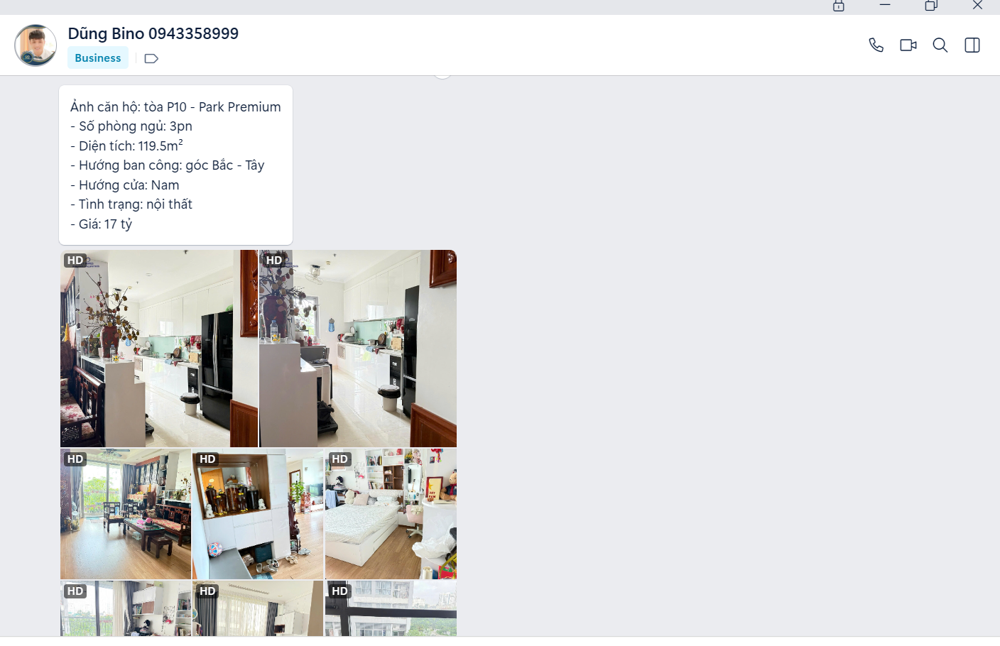 Dũng Bino 0943358999
Business
Ảnh căn hộ: tòa P10 - Park Premium
- Số phòng ngủ: 3pn
- Diện tích: 119.5m²
- Hướng ban công: góc Bắc - Tây
- Hướng cửa: Nam
- Tình trạng: nội thất
- Giá: 17 tỷ
HD
HD
HD
HD
HD
HD
HD
HD